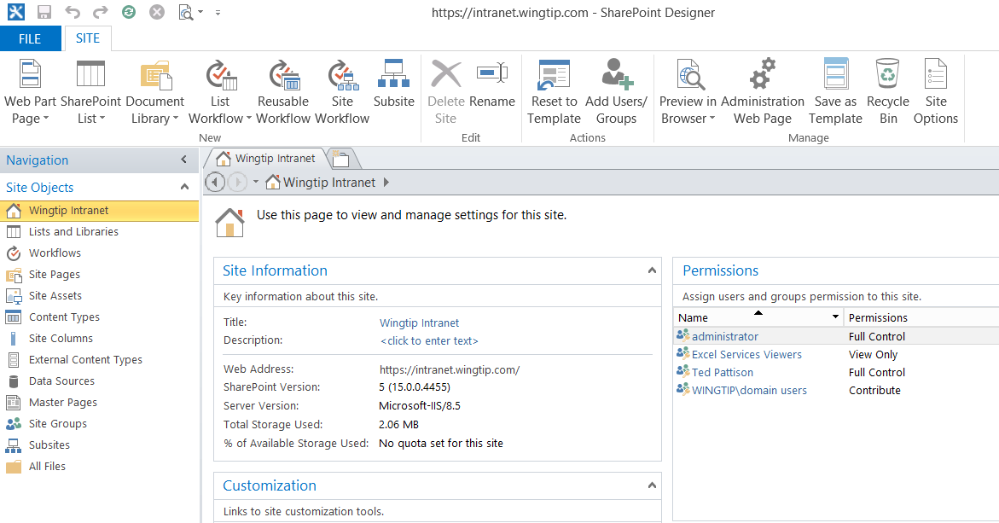 https://intranet.wingtip.com - SharePoint Designer
FILE
SITE
Web Part Page
SharePoint List
Document Library
List Workflow
Reusable Workflow
Site Workflow
Subsite
Delete Site
Rename
Reset to Template
Add Users/ Groups
Preview in Browser
Administration Web Page
Save as Template
Recycle Bin
Site Options
New
Edit
Actions
Manage
Navigation
Site Objects
Wingtip Intranet
Lists and Libraries
Workflows
Site Pages
Site Assets
Content Types
Site Columns
External Content Types
Data Sources
Master Pages
Site Groups
Subsites
All Files
Wingtip Intranet
Wingtip Intranet
Use this page to view and manage settings for this site.
Site Information
Key information about this site.
Title: Wingtip Intranet
Description: <click to enter text>
Web Address: https://intranet.wingtip.com/
SharePoint Version: 5 (15.0.0.4455)
Server Version: Microsoft-IIS/8.5
Total Storage Used: 2.06 MB
% of Available Storage Used: No quota set for this site
Customization
Links to site customization tools.
Permissions
Assign users and groups permission to this site.
Name Permissions
administrator Full Control
Excel Services Viewers View Only
Ted Pattison Full Control
WINGTIP\domain users Contribute